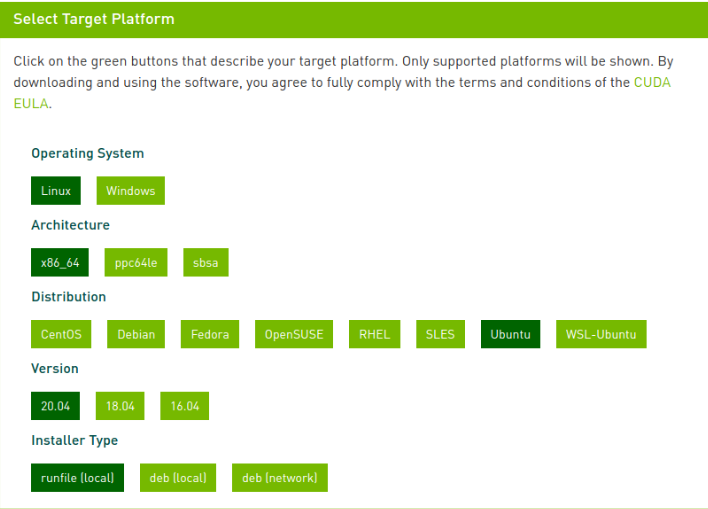 Select Target Platform
Click on the green buttons that describe your target platform. Only supported platforms will be shown. By
downloading and using the software, you agree to fully comply with the terms and conditions of the CUDA
EULA.
Operating System
Linux Windows
Architecture
x86_64 ppc64le sbsa
Distribution
CentOS Debian Fedora OpenSUSE RHEL SLES Ubuntu WSL-Ubuntu
Version
20.04 18.04 16.04
Installer Type
runfile (local) deb (local) deb (network)